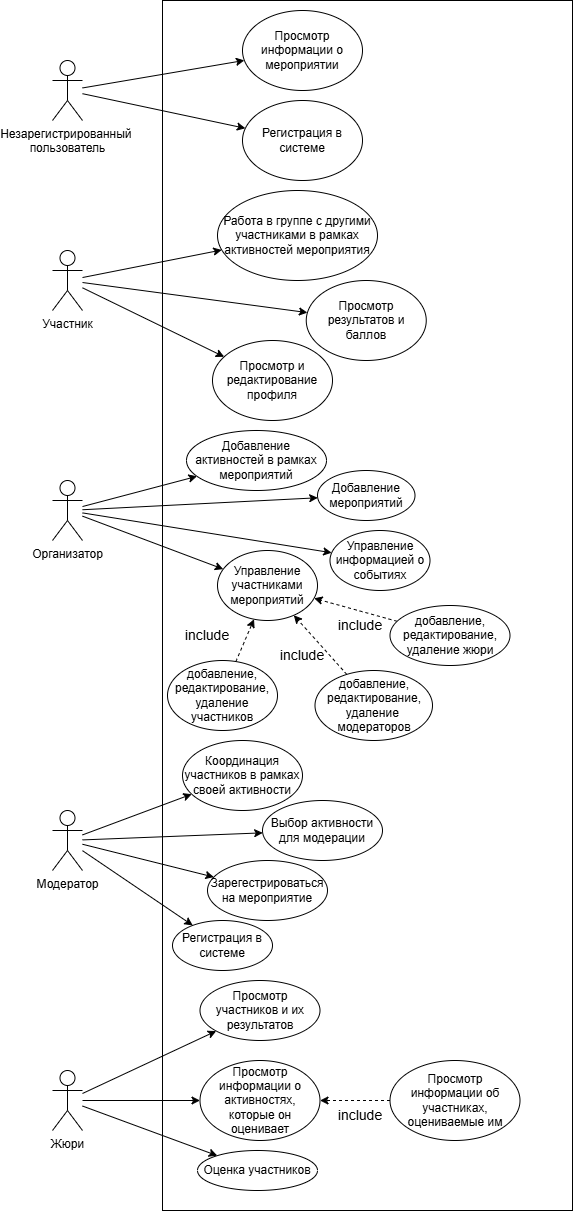 Просмотр
информации о
мероприятии
Незарегистрированный
пользователь
Регистрация в
системе
Работа в группе с другими
участниками в рамках
активностей мероприятия
Участник
Просмотр
результатов и
баллов
Просмотр и
редактирование
профиля
Добавление
активностей в рамках
мероприятий
Добавление
мероприятий
Организатор
Управление
информацией о
событиях
Управление
участниками
мероприятий
include
include
include
добавление,
редактирование,
удаление жюри
добавление,
редактирование,
удаление
участников
добавление,
редактирование,
удаление
модераторов
Координация
участников в рамках
своей активности
Выбор активности
для модерации
Модератор
Зарегестрироваться
на мероприятие
Регистрация в
системе
Просмотр
участников и их
результатов
Просмотр
информации о
активностях,
которые он
оценивает
include
Просмотр
информации об
участниках,
оцениваемые им
Жюри
Оценка участников